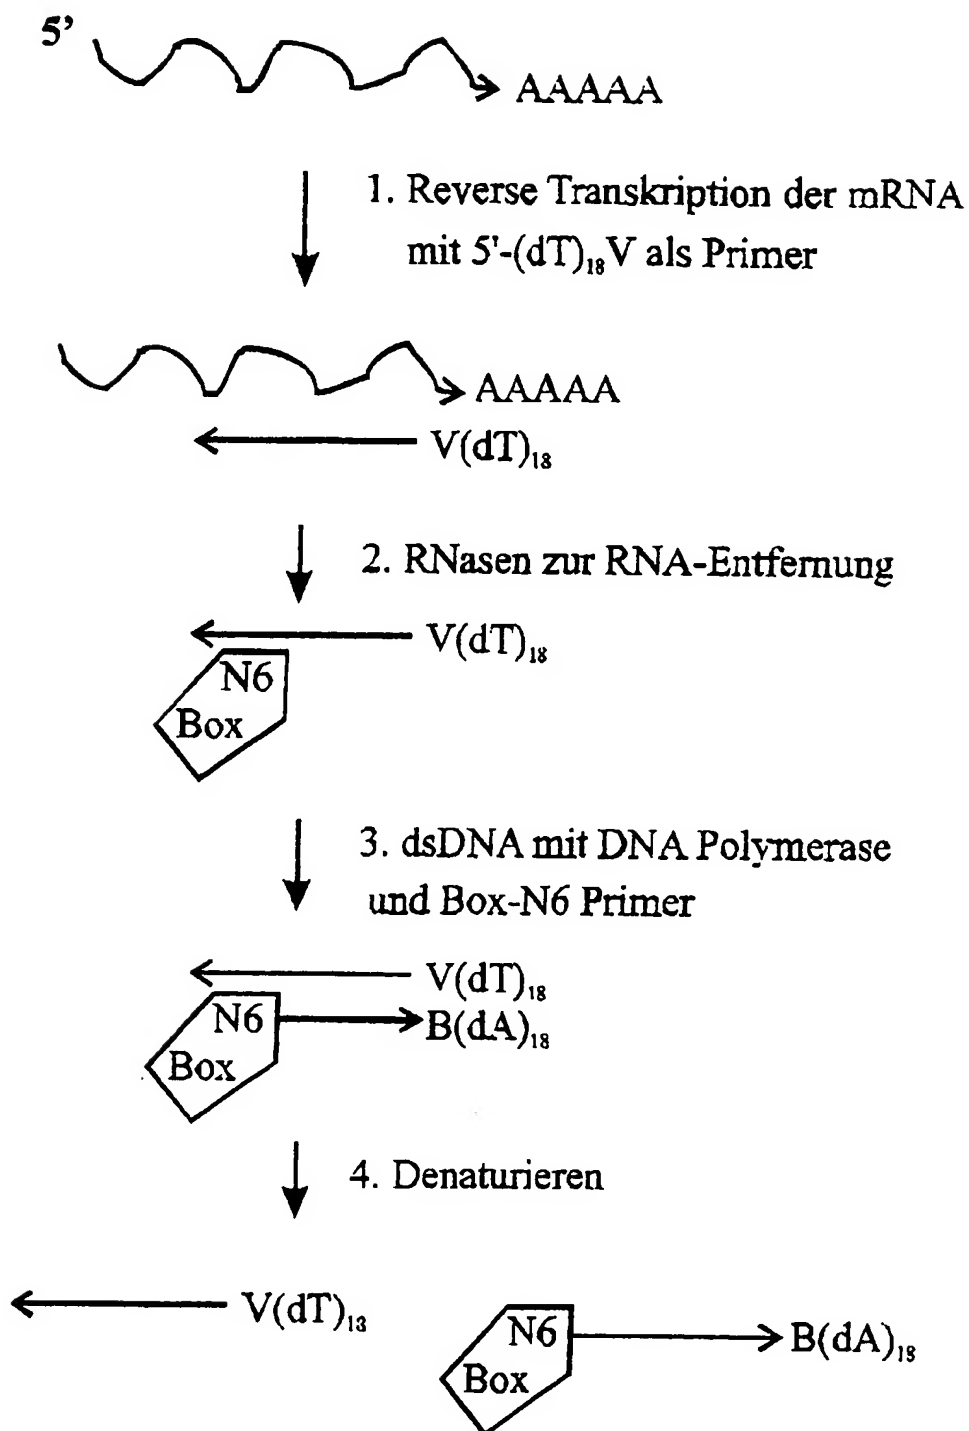 5'
AAAAA
1. Reverse Transkription der mRNA
mit 5'-(dT)₁₈V als Primer
AAAAA
V(dT)₁₈
2. RNasen zur RNA-Entfernung
V(dT)₁₈
N6
Box
3. dsDNA mit DNA Polymerase
und Box-N6 Primer
V(dT)₁₈
N6
B(dA)₁₈
Box
4. Denaturieren
V(dT)₁₈
N6
B(dA)₁₈
Box